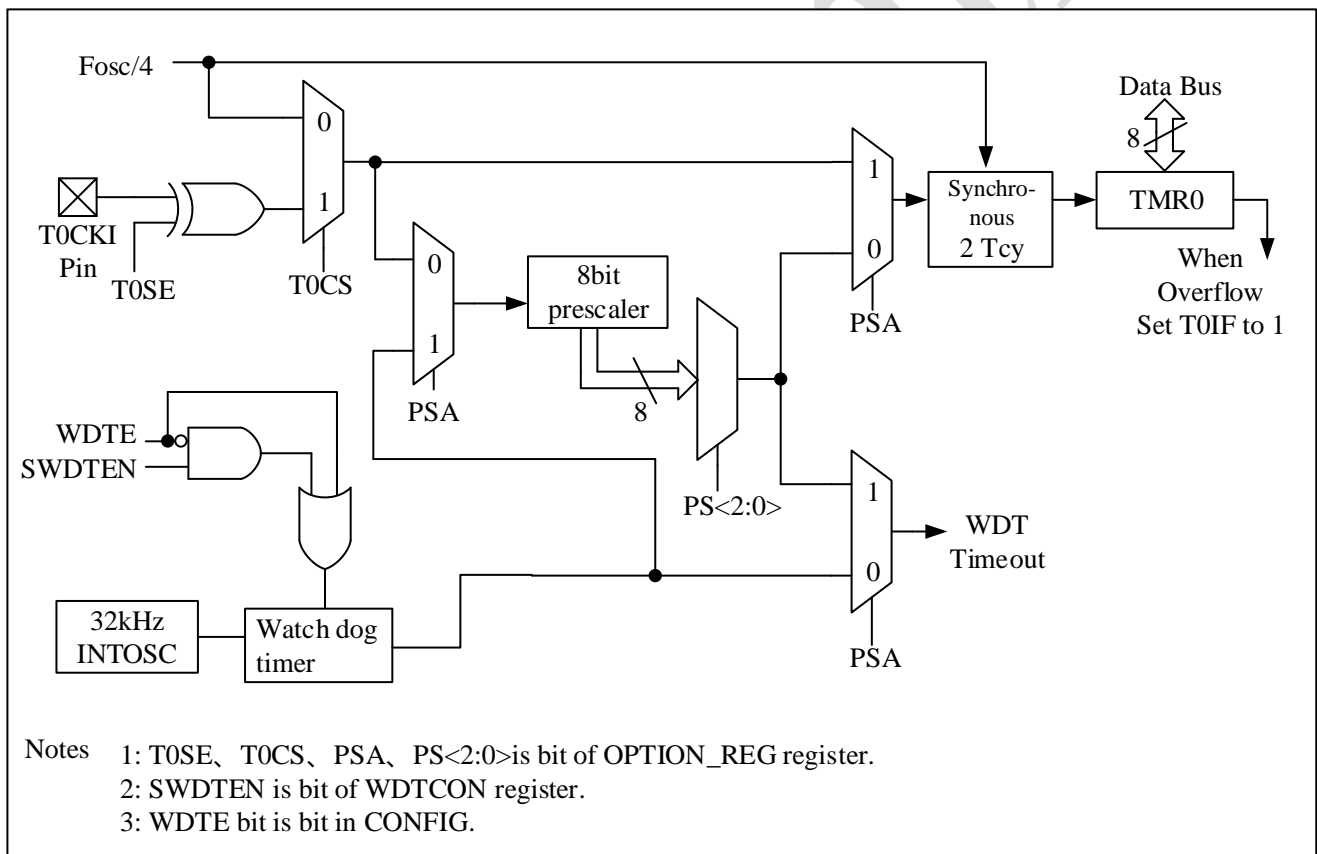 Fosc/4
Data Bus
8
0
1
T0CKI
Pin
T0SE
T0CS
1
0
PSA
Synchro-
nous
2 Tcy
TMR0
When
Overflow
Set T0IF to 1
0
1
PSA
8bit
prescaler
8
PS<2:0>
WDTE
SWDTEN
1
0
PSA
WDT
Timeout
32kHz
INTOSC
Watch dog
timer
Notes 1: T0SE、T0CS、PSA、PS<2:0>is bit of OPTION_REG register.
2: SWDTEN is bit of WDTCON register.
3: WDTE bit is bit in CONFIG.